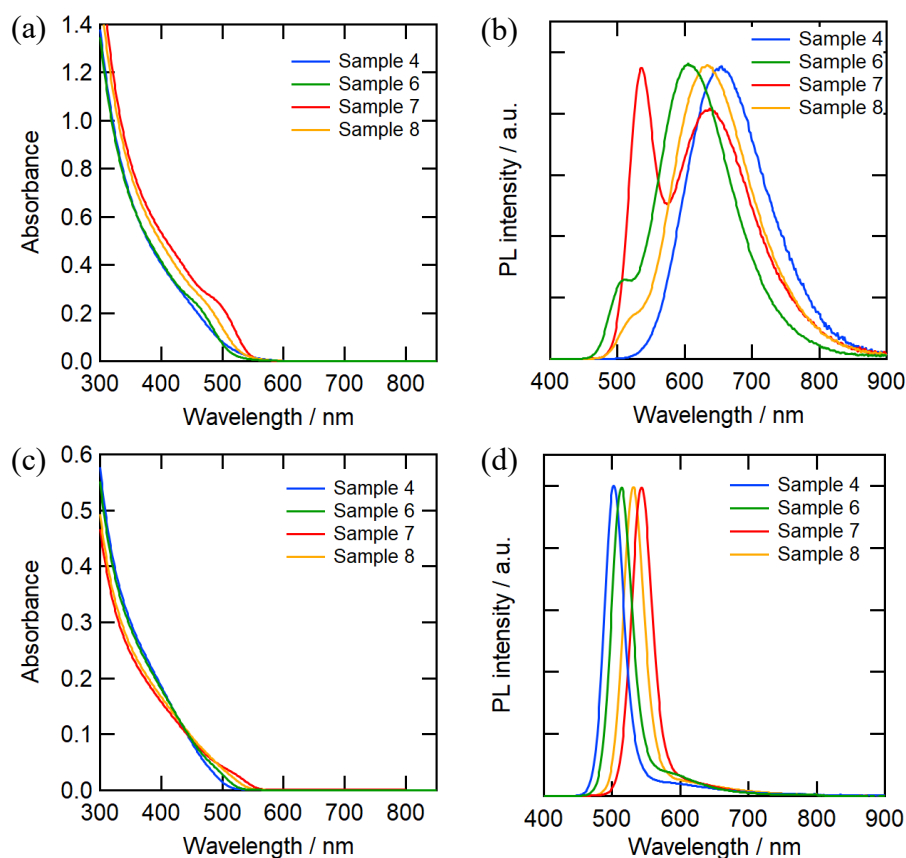 (a)
1.4
1.2
1.0
0.8
0.6
0.4
0.2
0.0
Absorbance
Sample 4
Sample 6
Sample 7
Sample 8
300 400 500 600 700 800
Wavelength / nm
(b)
PL intensity / a.u.
Sample 4
Sample 6
Sample 7
Sample 8
400 500 600 700 800 900
Wavelength / nm
(c)
0.6
0.5
0.4
0.3
0.2
0.1
0.0
Absorbance
Sample 4
Sample 6
Sample 7
Sample 8
300 400 500 600 700 800
Wavelength / nm
(d)
PL intensity / a.u.
Sample 4
Sample 6
Sample 7
Sample 8
400 500 600 700 800 900
Wavelength / nm